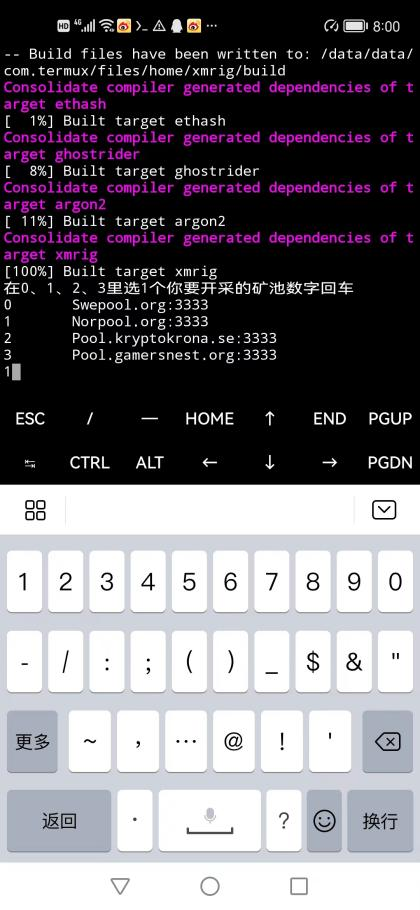 HD 4G 8:00
-- Build files have been written to: /data/data/
com.termux/files/home/xmrig/build
Consolidate compiler generated dependencies of t
arget ethash
[  1%] Built target ethash
Consolidate compiler generated dependencies of t
arget ghostrider
[  8%] Built target ghostrider
Consolidate compiler generated dependencies of t
arget argon2
[ 11%] Built target argon2
Consolidate compiler generated dependencies of t
arget xmrig
[100%] Built target xmrig
在0、1、2、3里选1个你要开采的矿池数字回车
0 Swepool.org:3333
1 Norpool.org:3333
2 Pool.kryptokrona.se:3333
3 Pool.gamersnest.org:3333
1
ESC / — HOME ↑ END PGUP
↹ CTRL ALT ← ↓ → PGDN
1 2 3 4 5 6 7 8 9 0
- / : ; ( ) _ $ & "
更多 ~ , … @ ! '
返回 · ? 换行